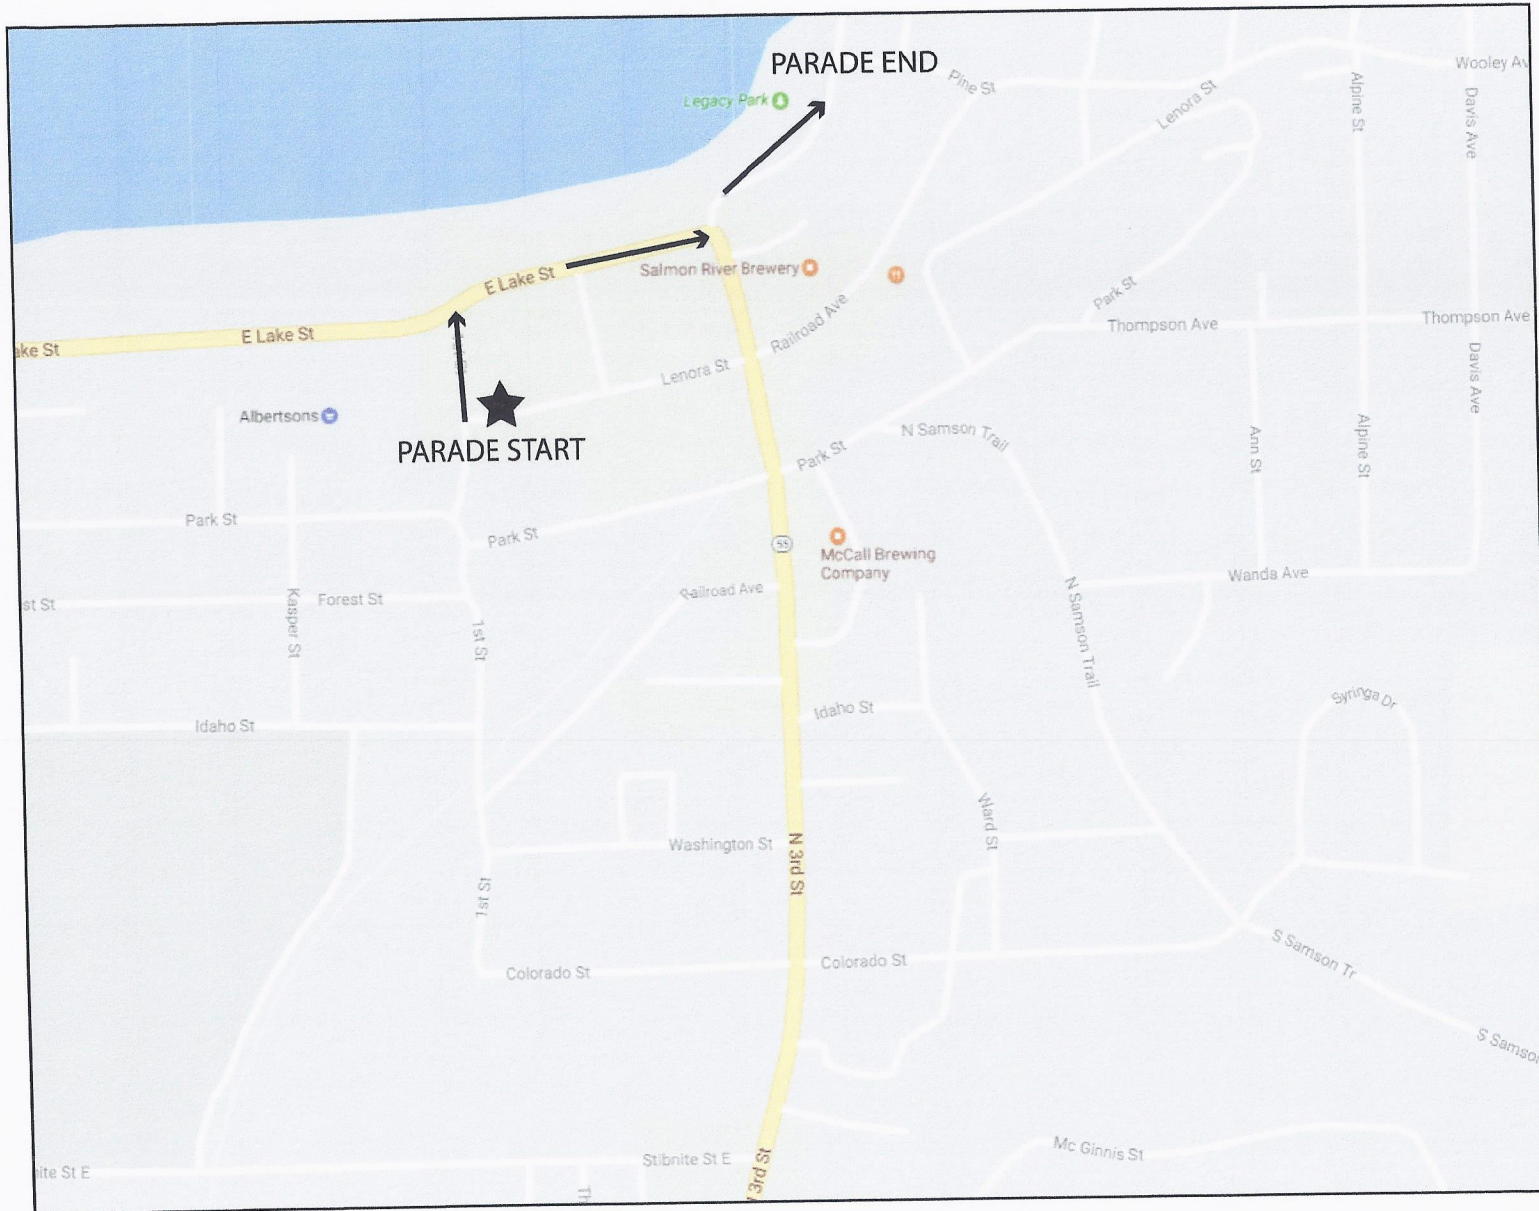 PARADE END
Wooley Av
Pine St
Legacy Park
Lenora St
Alpine St
Davis Ave
E Lake St
Salmon River Brewery
Railroad Ave
Park St
Thompson Ave
Thompson Ave
E Lake St
ake St
Lenora St
Davis Ave
Albertsons
PARADE START
N Samson Trail
Park St
Ann St
Alpine St
Park St
Park St
55
McCall Brewing
Company
Wanda Ave
Railroad Ave
st St
Kasper St
Forest St
1st St
N Samson Trail
Syringa Dr
Idaho St
Idaho St
Ward St
Washington St
N 3rd St
1st St
Colorado St
Colorado St
S Samson Tr
S Samson
Mc Ginnis St
Stibnite St E
nite St E
3rd St
Th